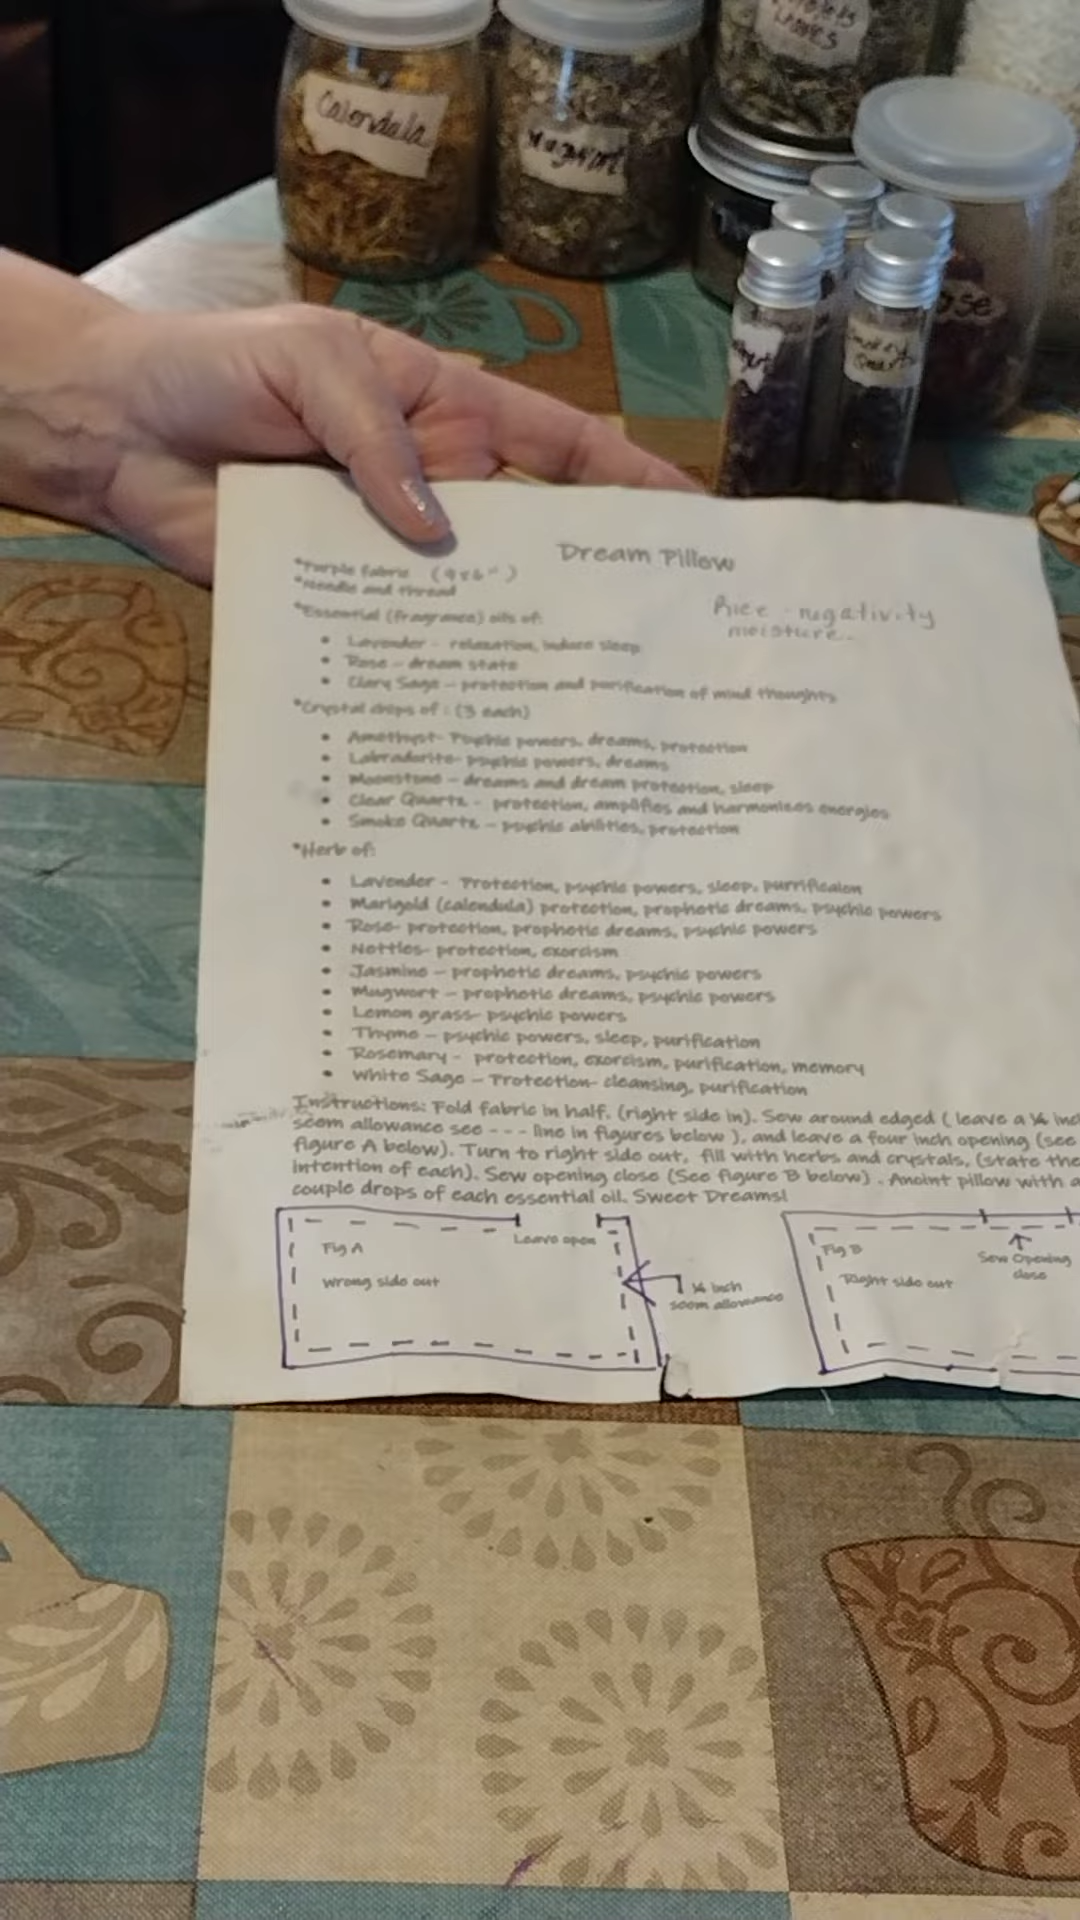 Calendula
Mugwort
Leaves
Smokey
Quartz
Dream Pillow
*Purple fabric (9x6")
*Needle and thread
Rice - negativity
moisture
*Essential (fragrance) oils of:
• Lavender - relaxation, induce sleep
• Rose - dream state
• Clary Sage - protection and purification of mind thoughts
*Crystal chips of: (3 each)
• Amethyst- Psychic powers, dreams, protection
• Labradorite- psychic powers, dreams
• Moonstone - dreams and dream protection, sleep
• Clear Quartz - protection, amplifies and harmonizes energies
• Smoke Quartz - psychic abilities, protection
*Herb of:
• Lavender - Protection, psychic powers, sleep, purrificaion
• Marigold (calendula) protection, prophetic dreams, psychic powers
• Rose- protection, prophetic dreams, psychic powers
• Nettles- protection, exorcism
• Jasmine - prophetic dreams, psychic powers
• Mugwort - prophetic dreams, psychic powers
• Lemon grass- psychic powers
• Thyme - psychic powers, sleep, purification
• Rosemary - protection, exorcism, purification, memory
• White Sage - Protection- cleansing, purification
Instructions: Fold fabric in half. (right side in). Sew around edged ( leave a ¼ inc
seom allowance see - - - line in figures below ), and leave a four inch opening (see
figure A below). Turn to right side out, fill with herbs and crystals, (state the
intention of each). Sew opening close (See figure B below) . Anoint pillow with a
couple drops of each essential oil. Sweet Dreams!
Leave open
Fig A
Wrong side out
¼ inch
seom allowance
Fig B
Sew Opening
close
Right side out